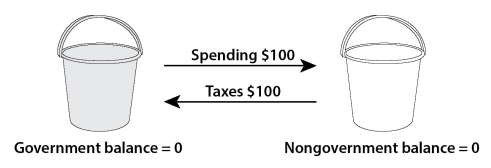 Spending $100
Taxes $100
Government balance = 0
Nongovernment balance = 0